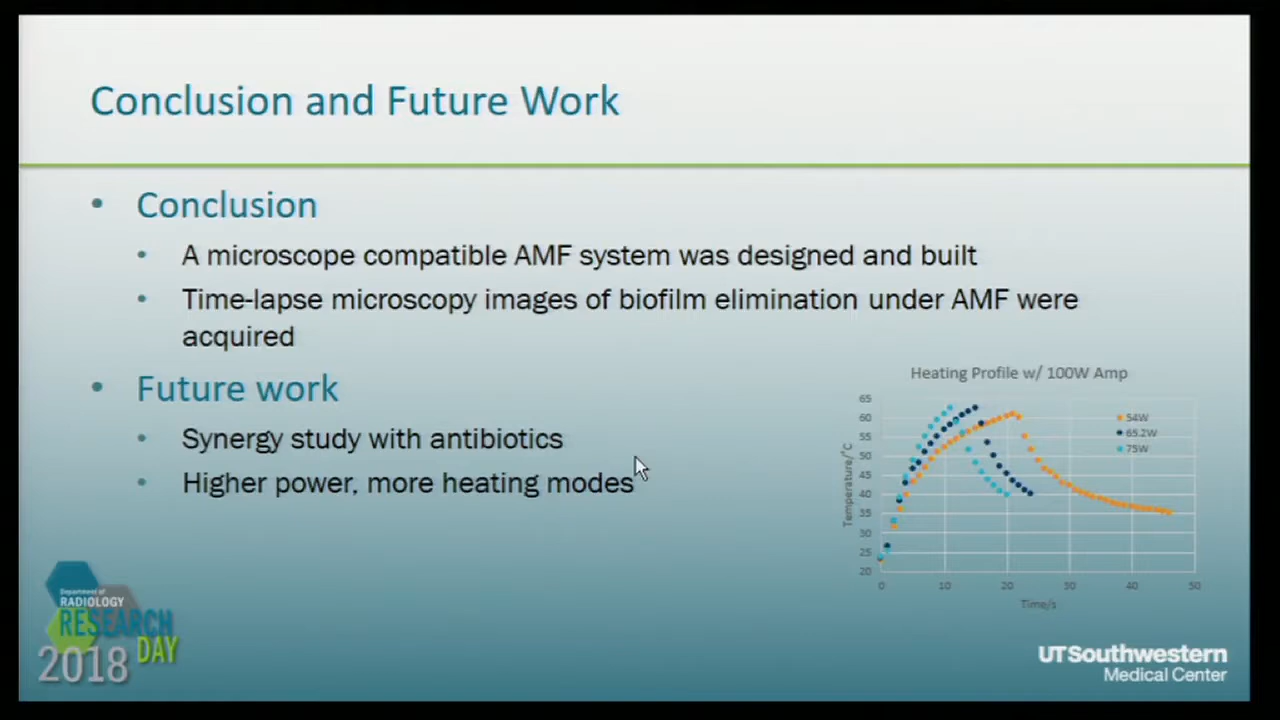 Conclusion and Future Work
• Conclusion
• A microscope compatible AMF system was designed and built
• Time-lapse microscopy images of biofilm elimination under AMF were
acquired
• Future work
• Synergy study with antibiotics
• Higher power, more heating modes
Heating Profile w/ 100W Amp
65
60
55
50
45
40
35
30
25
20
Temperature/°C
54W
65.2W
75W
0 10 20 30 40 50
Time/s
Department of
RADIOLOGY
RESEARCH
DAY
2018
UTSouthwestern
Medical Center